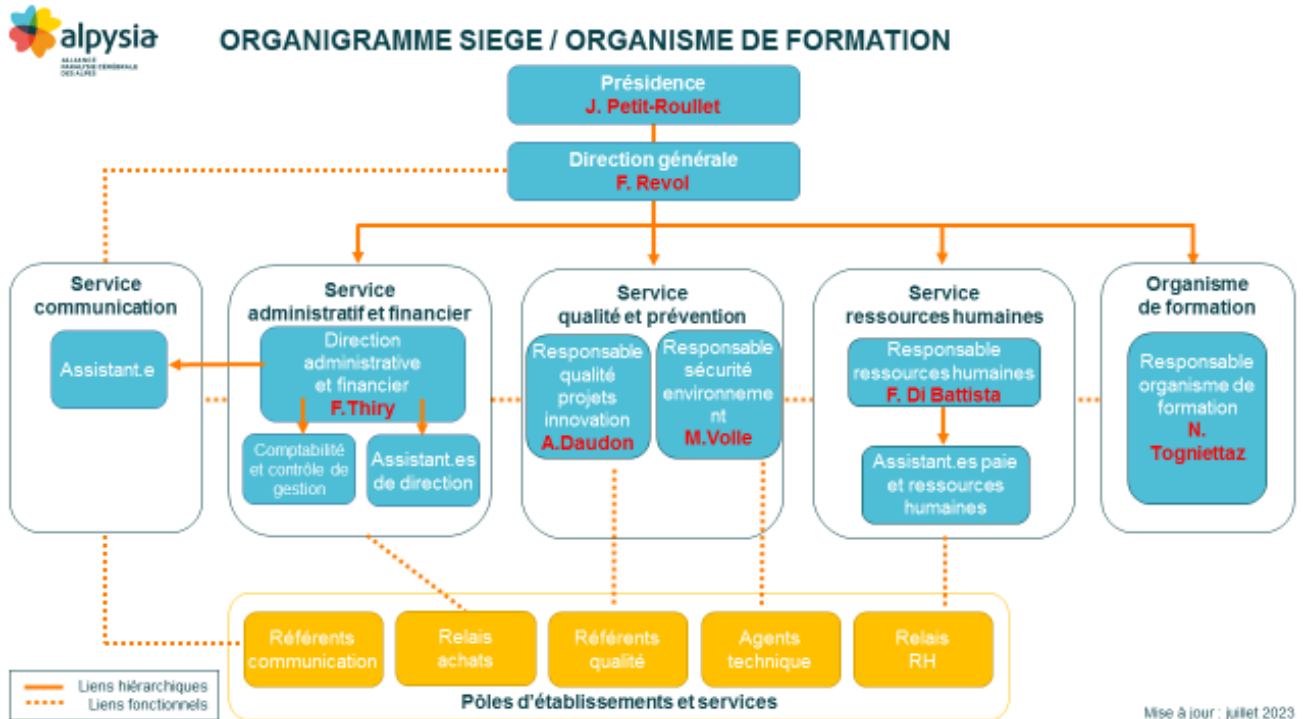 alpysia
ALLIANCE
PARALYSIE CÉRÉBRALE
DES ALPES
ORGANIGRAMME SIEGE / ORGANISME DE FORMATION
Présidence
J. Petit-Roullet
Direction générale
F. Revol
Service
communication
Assistant.e
Service
administratif et financier
Direction
administrative
et financier
F.Thiry
Comptabilité
et contrôle de
gestion
Assistant.es
de direction
Service
qualité et prévention
Responsable
qualité
projets
innovation
A.Daudon
Responsable
sécurité
environneme
nt
M.Volle
Service
ressources humaines
Responsable
ressources humaines
F. Di Battista
Assistant.es paie
et ressources
humaines
Organisme
de formation
Responsable
organisme de
formation
N.
Togniettaz
Référents
communication
Relais
achats
Référents
qualité
Agents
technique
Relais
RH
Pôles d'établissements et services
Liens hiérarchiques
Liens fonctionnels
Mise à jour : juillet 2023